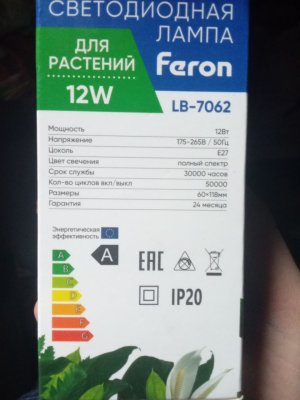 СВЕТОДИОДНАЯ
ЛАМПА
ДЛЯ
РАСТЕНИЙ
Feron
12W
LB-7062
Мощность 12Вт
Напряжение 175-265В / 50Гц
Цоколь E27
Цвет свечения полный спектр
Срок службы 30000 часов
Кол-во циклов вкл/выкл 50000
Размеры 60×118мм
Гарантия 24 месяца
Энергетическая
эффективность
A
A
B
C
D
E
F
G
EAC
IP20